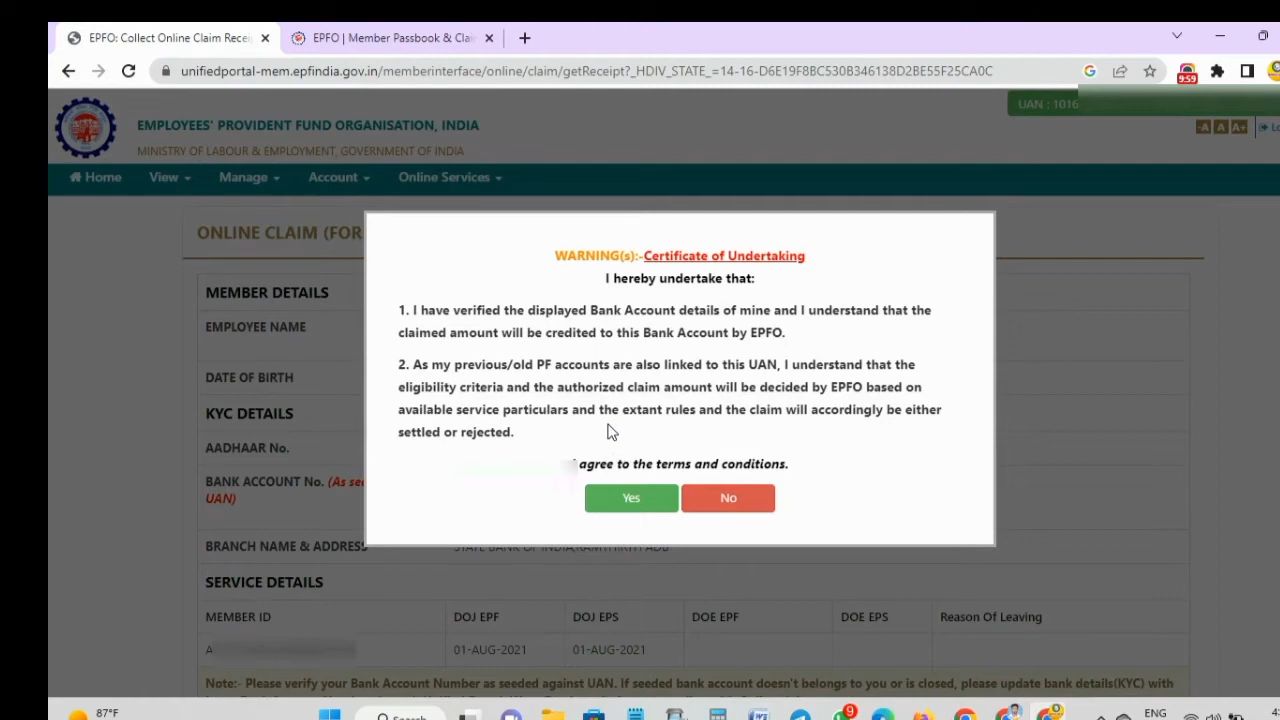 EPFO: Collect Online Claim Recei
EPFO | Member Passbook & Clai
unifiedportal-mem.epfindia.gov.in/memberinterface/online/claim/getReceipt?_HDIV_STATE_=14-16-D6E19F8BC530B346138D2BE55F25CA0C
9:59
EMPLOYEES' PROVIDENT FUND ORGANISATION, INDIA
MINISTRY OF LABOUR & EMPLOYMENT, GOVERNMENT OF INDIA
UAN : 1016
-A A A+
Home View Manage Account Online Services
ONLINE CLAIM (FOR
WARNING(s):-Certificate of Undertaking
I hereby undertake that:
1. I have verified the displayed Bank Account details of mine and I understand that the
claimed amount will be credited to this Bank Account by EPFO.
2. As my previous/old PF accounts are also linked to this UAN, I understand that the
eligibility criteria and the authorized claim amount will be decided by EPFO based on
available service particulars and the extant rules and the claim will accordingly be either
settled or rejected.
I agree to the terms and conditions.
Yes No
MEMBER DETAILS
EMPLOYEE NAME
DATE OF BIRTH
KYC DETAILS
AADHAAR No.
BANK ACCOUNT No. (As see
UAN)
BRANCH NAME & ADDRESS STATE BANK OF INDIA
SERVICE DETAILS
MEMBER ID DOJ EPF DOJ EPS DOE EPF DOE EPS Reason Of Leaving
A 01-AUG-2021 01-AUG-2021
Note:- Please verify your Bank Account Number as seeded against UAN. If seeded bank account doesn't belongs to you or is closed, please update bank details(KYC) with
87°F
Search
9
ENG